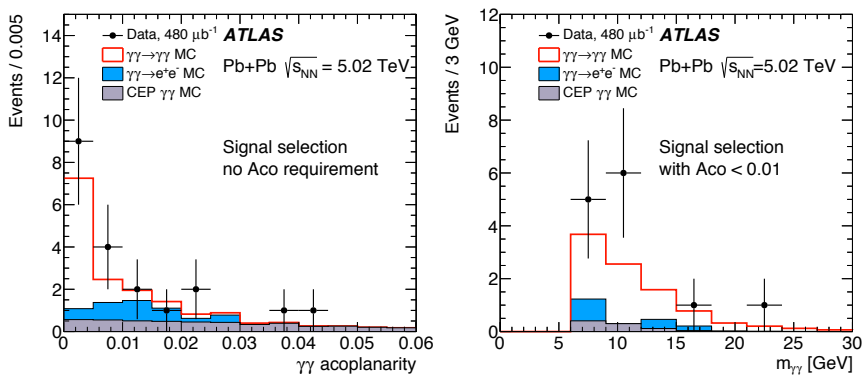 Events / 0.005
14
12
10
8
6
4
2
0
Data, 480 μb⁻¹ ATLAS
γγ→γγ MC
γγ→e⁺e⁻ MC
CEP γγ MC
Pb+Pb √sNN = 5.02 TeV
Signal selection
no Aco requirement
0 0.01 0.02 0.03 0.04 0.05 0.06
γγ acoplanarity
Events / 3 GeV
12
10
8
6
4
2
0
Data, 480 μb⁻¹ ATLAS
γγ→γγ MC
γγ→e⁺e⁻ MC
CEP γγ MC
Pb+Pb √sNN=5.02 TeV
Signal selection
with Aco < 0.01
0 5 10 15 20 25 30
mγγ [GeV]